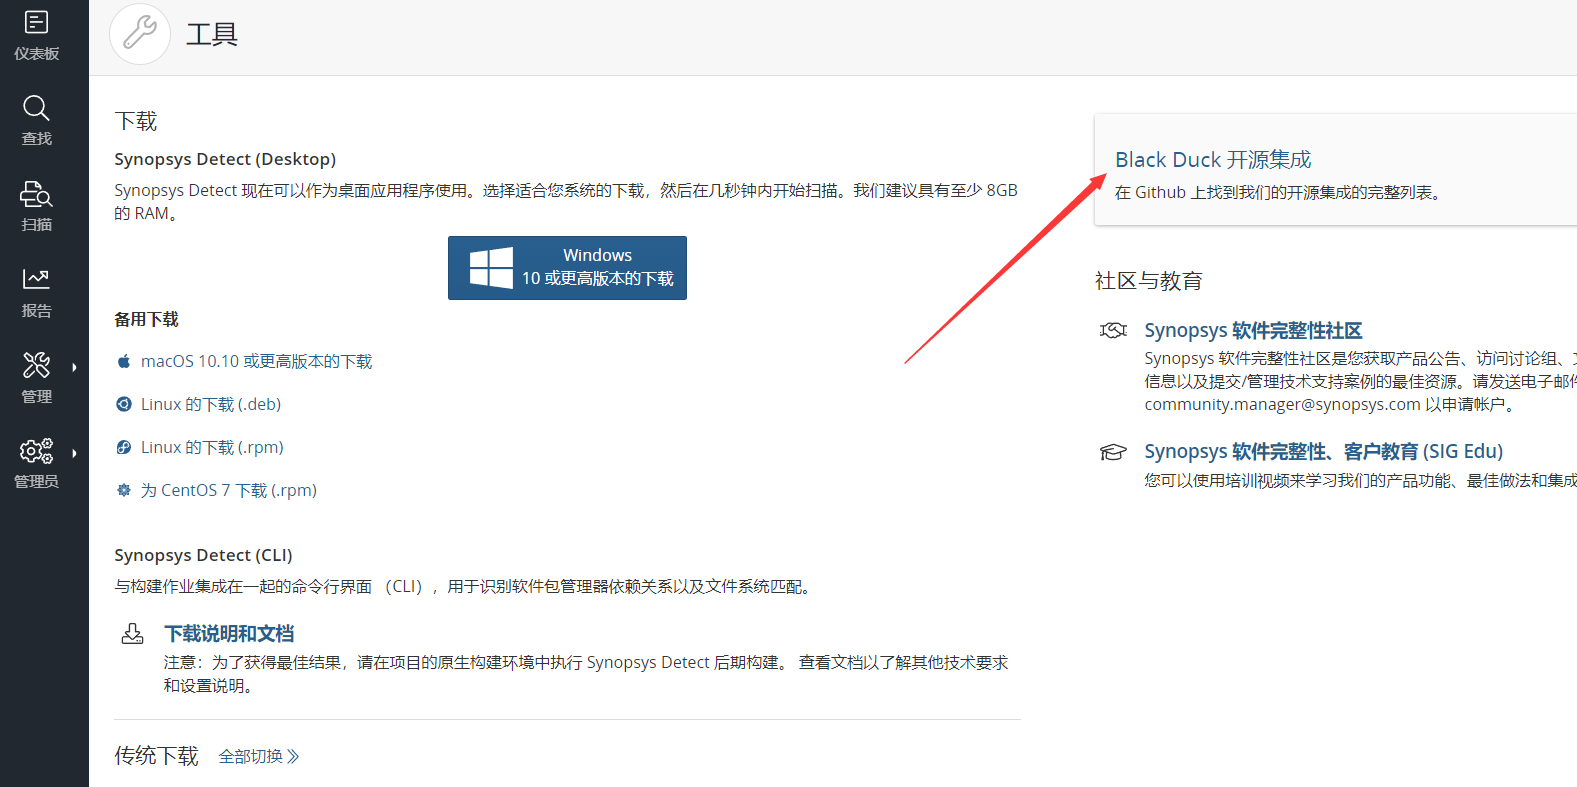 仪表板
查找
扫描
报告
管理
管理员
工具
下载
Synopsys Detect (Desktop)
Synopsys Detect 现在可以作为桌面应用程序使用。选择适合您系统的下载，然后在几秒钟内开始扫描。我们建议具有至少 8GB
的 RAM。
Windows
10 或更高版本的下载
备用下载
macOS 10.10 或更高版本的下载
Linux 的下载 (.deb)
Linux 的下载 (.rpm)
为 CentOS 7 下载 (.rpm)
Synopsys Detect (CLI)
与构建作业集成在一起的命令行界面 （CLI），用于识别软件包管理器依赖关系以及文件系统匹配。
下载说明和文档
注意：为了获得最佳结果，请在项目的原生构建环境中执行 Synopsys Detect 后期构建。 查看文档以了解其他技术要求
和设置说明。
传统下载 全部切换
Black Duck 开源集成
在 Github 上找到我们的开源集成的完整列表。
社区与教育
Synopsys 软件完整性社区
Synopsys 软件完整性社区是您获取产品公告、访问讨论组、
信息以及提交/管理技术支持案例的最佳资源。请发送电子邮件
community.manager@synopsys.com 以申请帐户。
Synopsys 软件完整性、客户教育 (SIG Edu)
您可以使用培训视频来学习我们的产品功能、最佳做法和集成